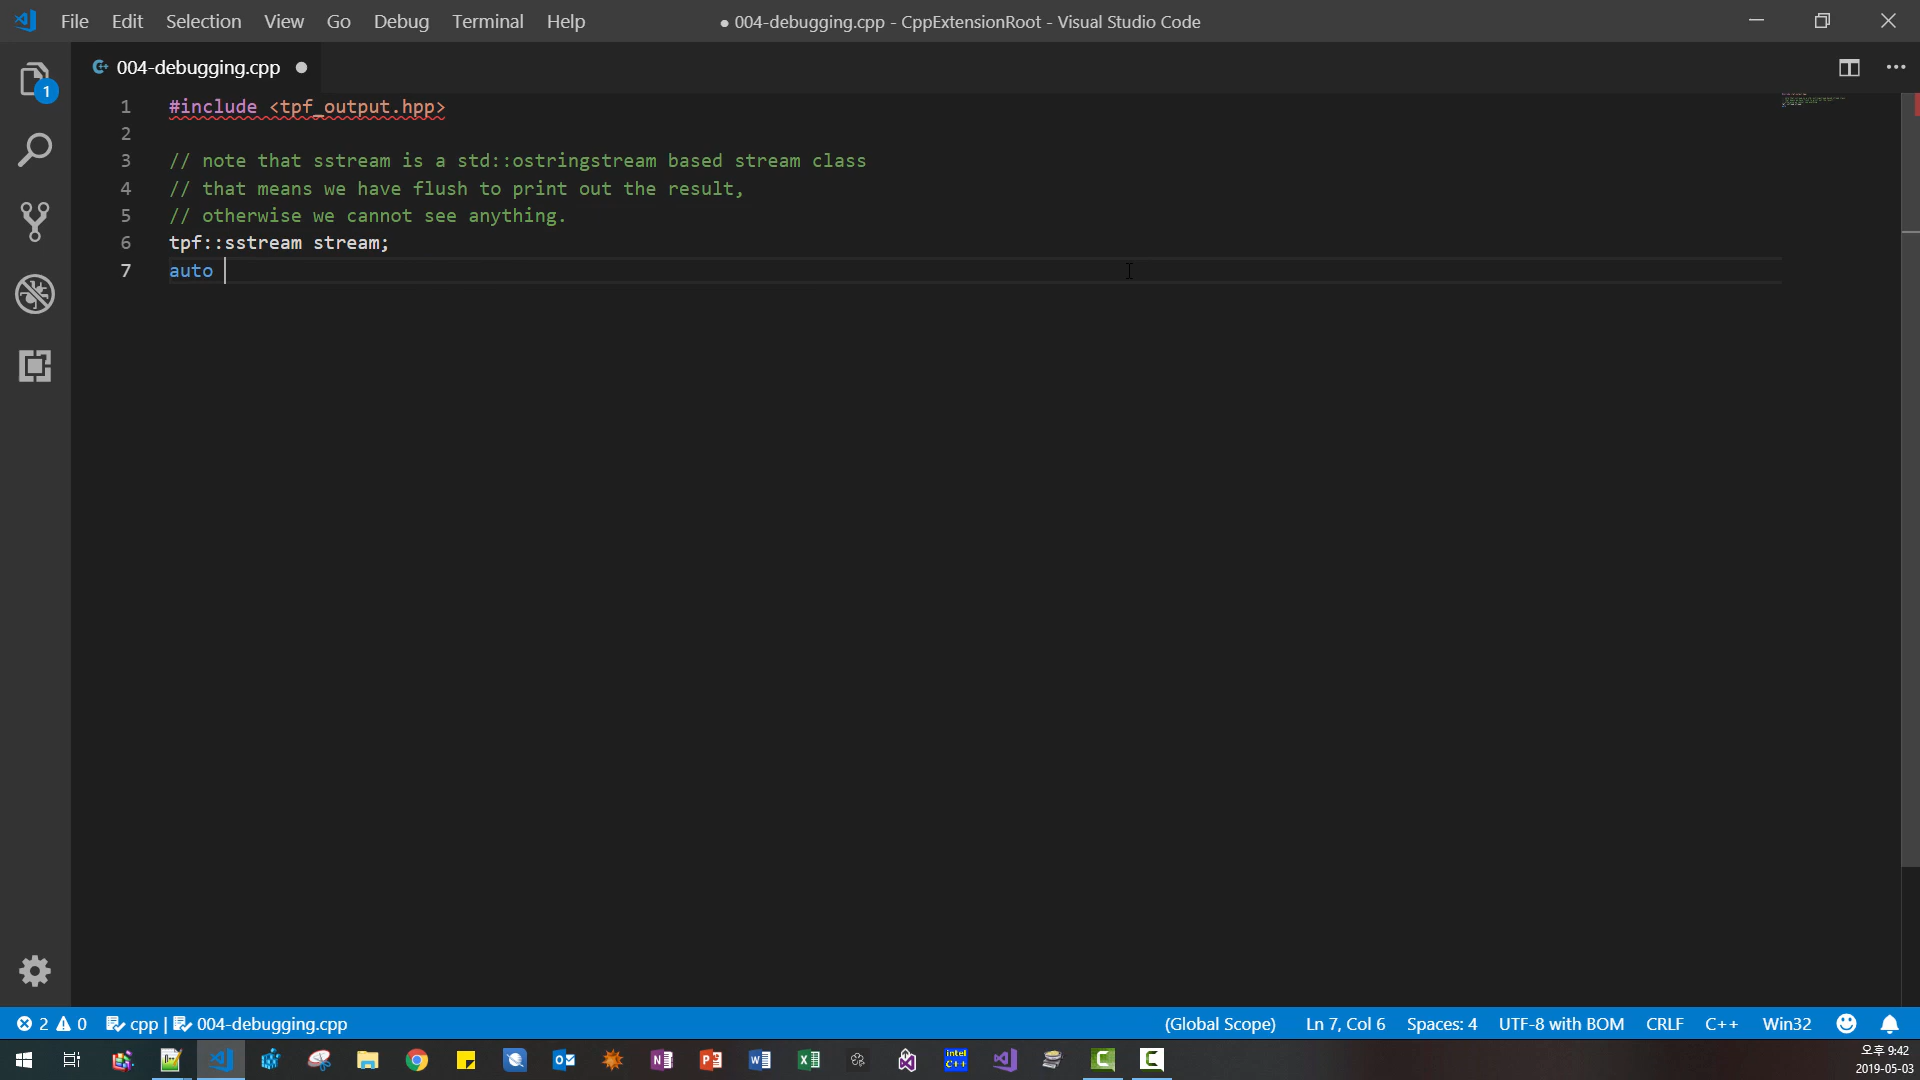 File Edit Selection View Go Debug Terminal Help
● 004-debugging.cpp - CppExtensionRoot - Visual Studio Code
1
004-debugging.cpp
1 #include <tpf_output.hpp>
2
3 // note that sstream is a std::ostringstream based stream class
4 // that means we have flush to print out the result,
5 // otherwise we cannot see anything.
6 tpf::sstream stream;
7 auto
2 0 cpp | 004-debugging.cpp (Global Scope) Ln 7, Col 6 Spaces: 4 UTF-8 with BOM CRLF C++ Win32
intel C++
오후 9:42
2019-05-03